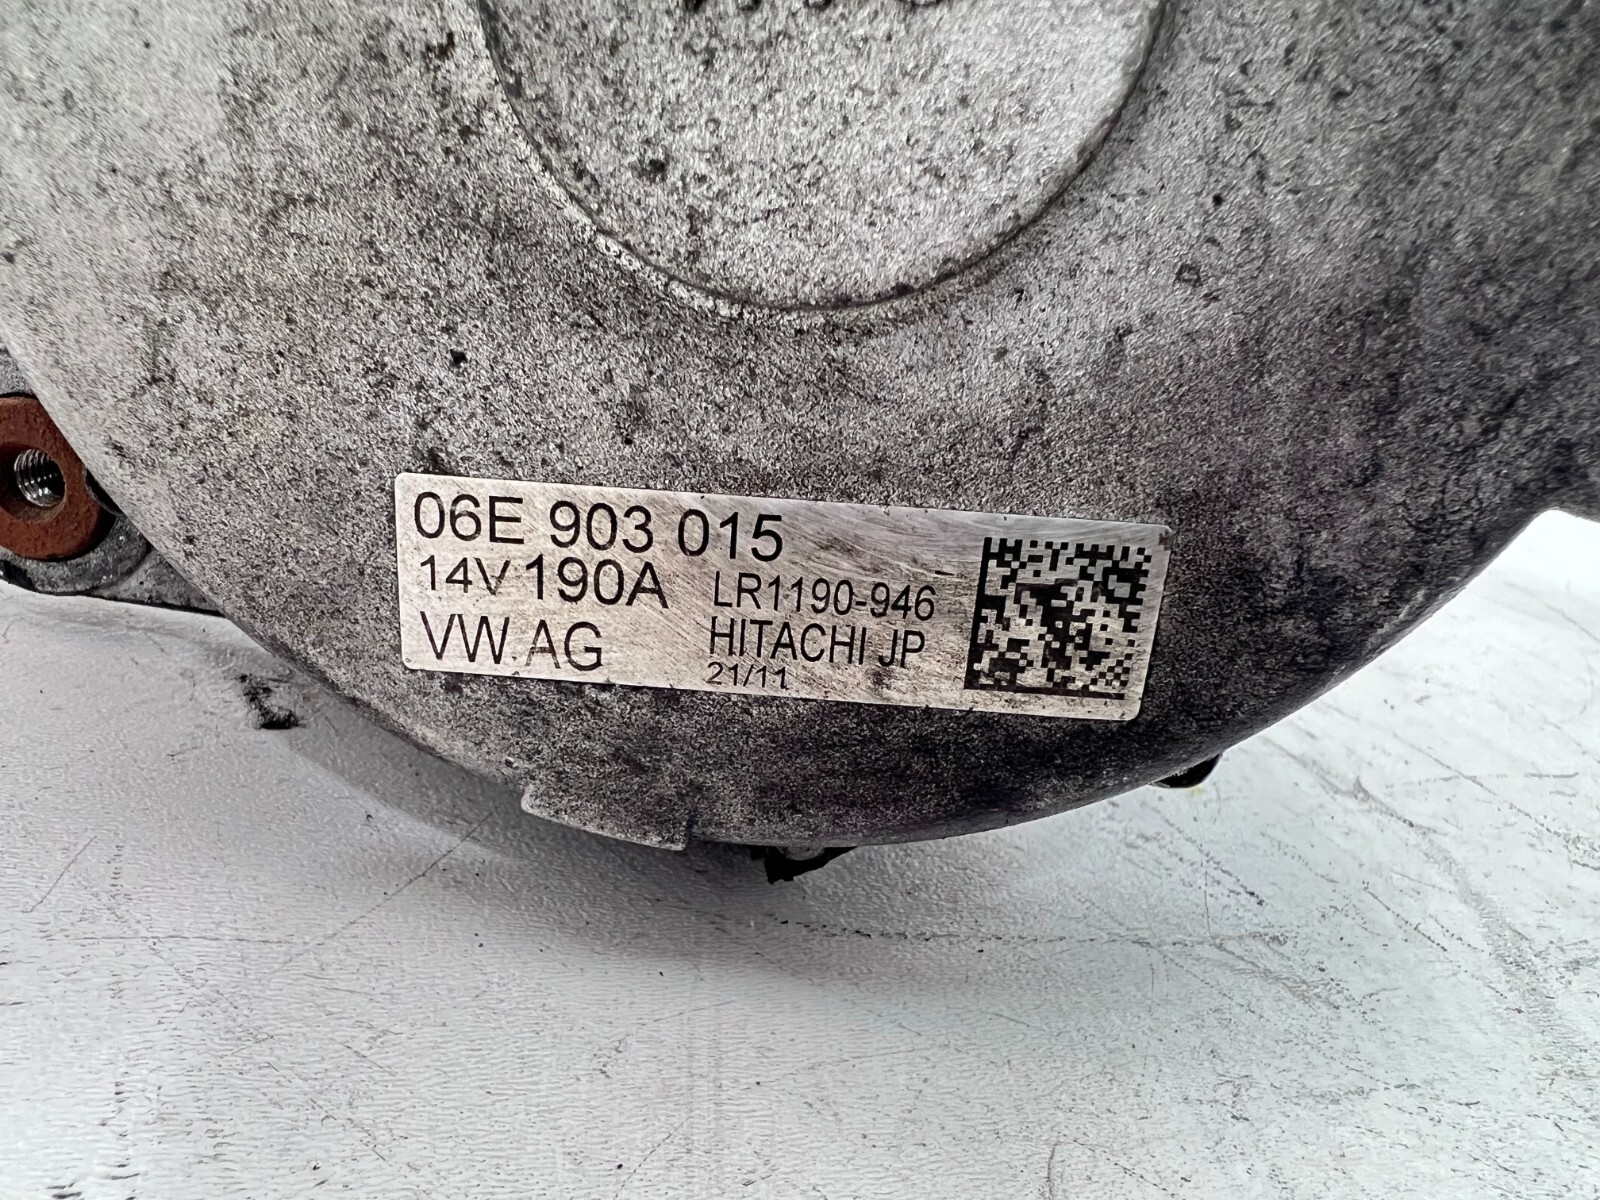 06E 903 015
14V 190A LR1190-946
VW.AG HITACHI JP
21/11